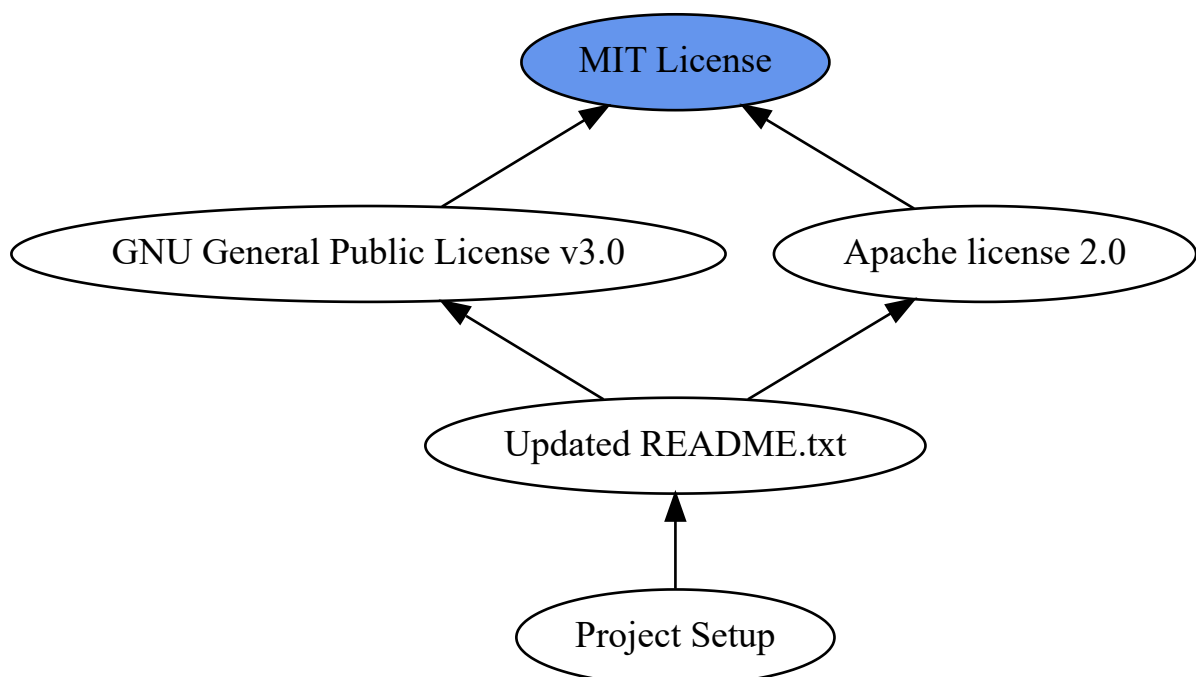 MIT License
GNU General Public License v3.0
Apache license 2.0
Updated README.txt
Project Setup